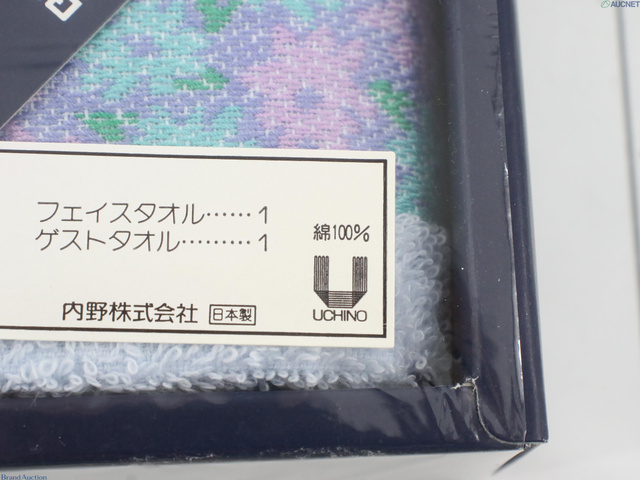 AUCNET
フェイスタオル……1
ゲストタオル………1
綿100%
UCHINO
内野株式会社 日本製
Brand Auction